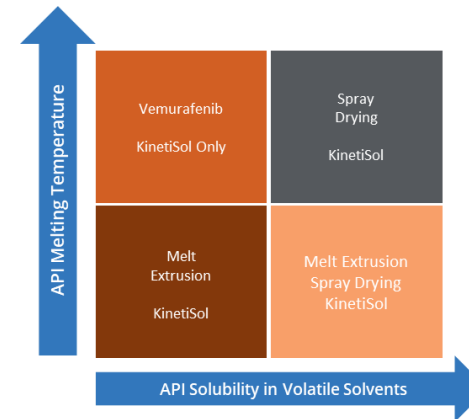 API Melting Temperature
Vemurafenib
KinetiSol Only
Spray
Drying
KinetiSol
Melt
Extrusion
KinetiSol
Melt Extrusion
Spray Drying
KinetiSol
API Solubility in Volatile Solvents